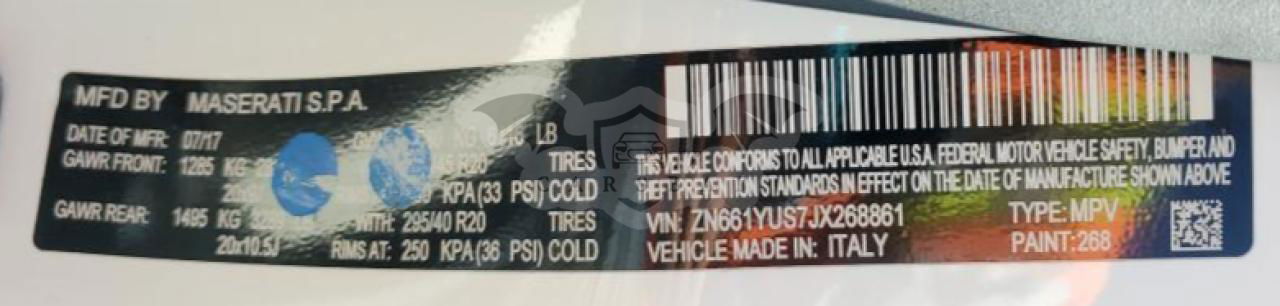 MFD BY MASERATI S.P.A.
DATE OF MFR: 07/17 KG LB
GAWR FRONT: 1285 KG R20 TIRES
KPA (33 PSI) COLD
GAWR REAR: 1495 KG WITH: 295/40 R20 TIRES
20x10.5J RIMS AT: 250 KPA (36 PSI) COLD
THIS VEHICLE CONFORMS TO ALL APPLICABLE U.S.A. FEDERAL MOTOR VEHICLE SAFETY, BUMPER AND
THEFT PREVENTION STANDARDS IN EFFECT ON THE DATE OF MANUFACTURE SHOWN ABOVE
VIN: ZN661YUS7JX268861 TYPE: MPV
VEHICLE MADE IN: ITALY PAINT: 268